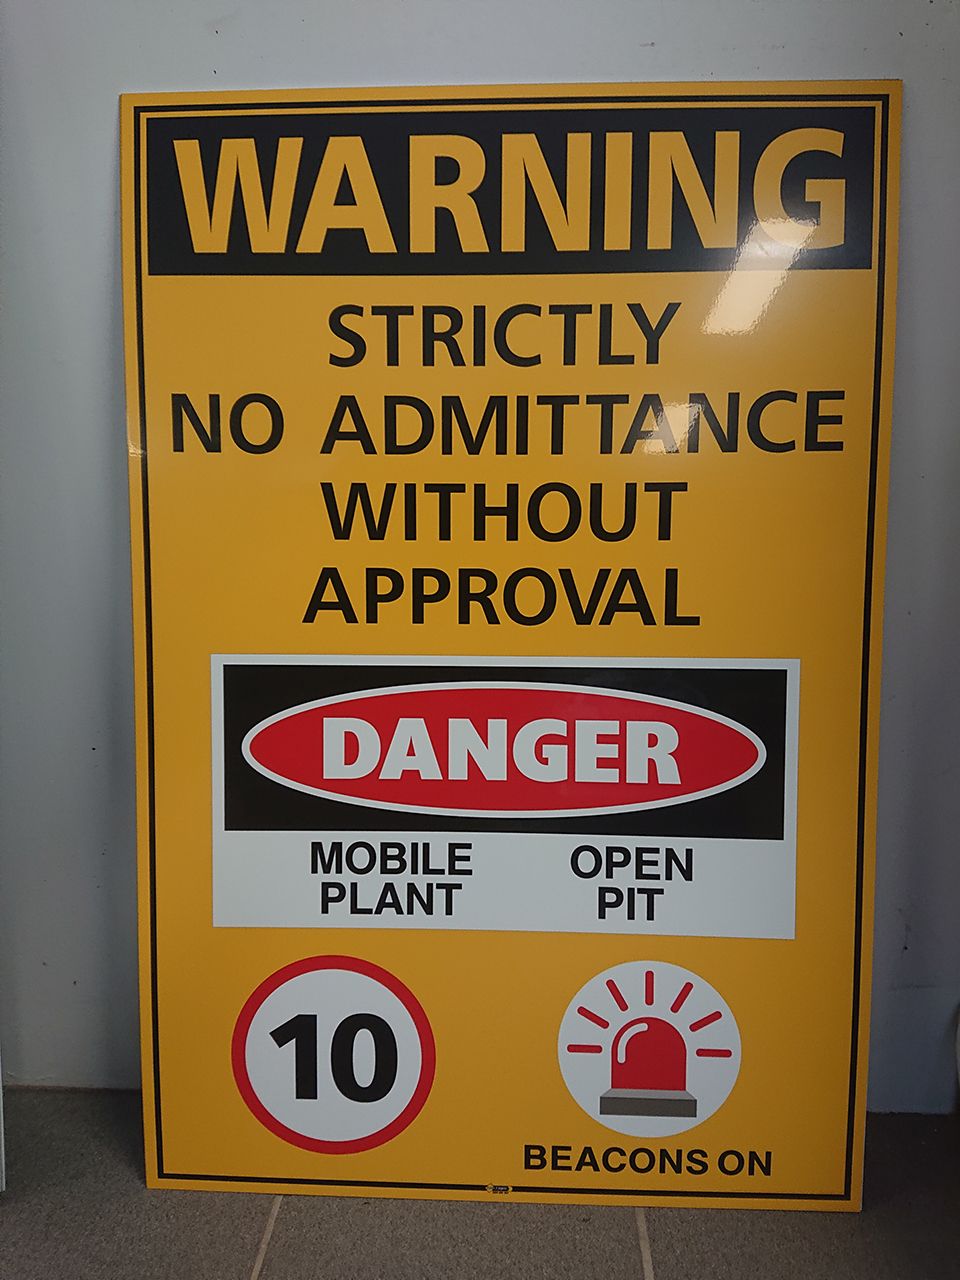 WARNING
STRICTLY
NO ADMITTANCE
WITHOUT
APPROVAL
DANGER
MOBILE
PLANT
OPEN
PIT
10
BEACONS ON